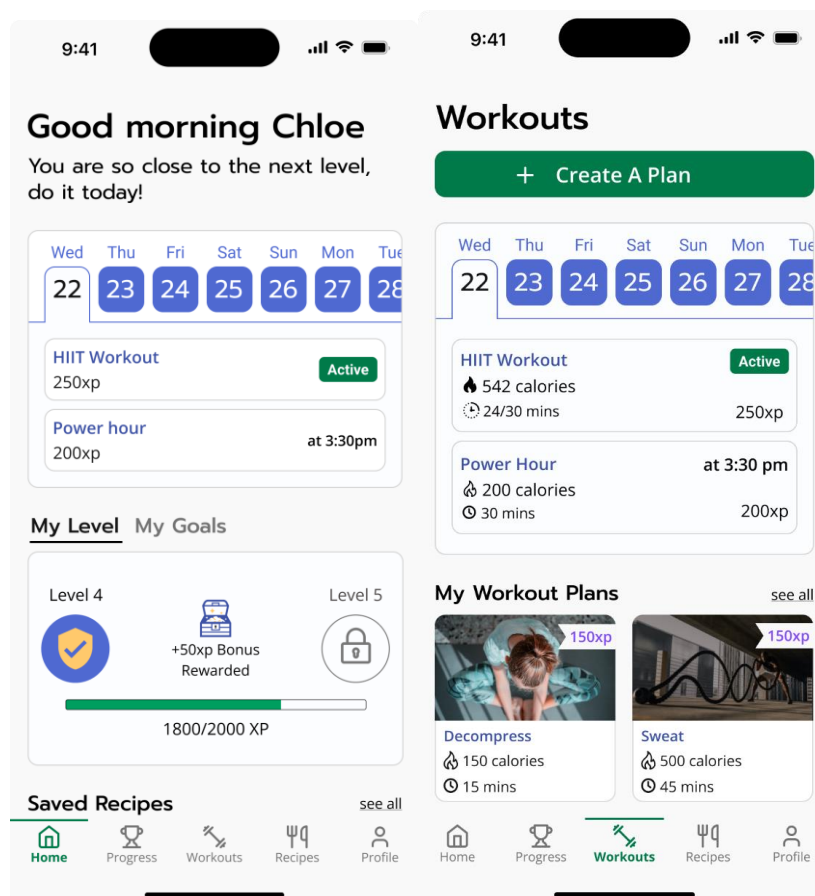 9:41
Good morning Chloe
You are so close to the next level,
do it today!
Wed Thu Fri Sat Sun Mon Tue
22 23 24 25 26 27 28
HIIT Workout
250xp
Active
Power hour
200xp
at 3:30pm
My Level My Goals
Level 4
Level 5
+50xp Bonus
Rewarded
1800/2000 XP
Saved Recipes
see all
Home Progress Workouts Recipes Profile
9:41
Workouts
+ Create A Plan
Wed Thu Fri Sat Sun Mon Tue
22 23 24 25 26 27 28
HIIT Workout
Active
542 calories
24/30 mins
250xp
Power Hour
at 3:30 pm
200 calories
30 mins
200xp
My Workout Plans
see all
150xp
Decompress
150 calories
15 mins
150xp
Sweat
500 calories
45 mins
Home Progress Workouts Recipes Profile